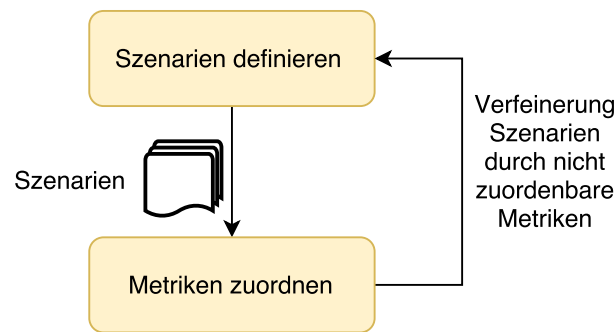 Szenarien definieren
Szenarien
Verfeinerung
Szenarien
durch nicht
zuordenbare
Metriken
Metriken zuordnen